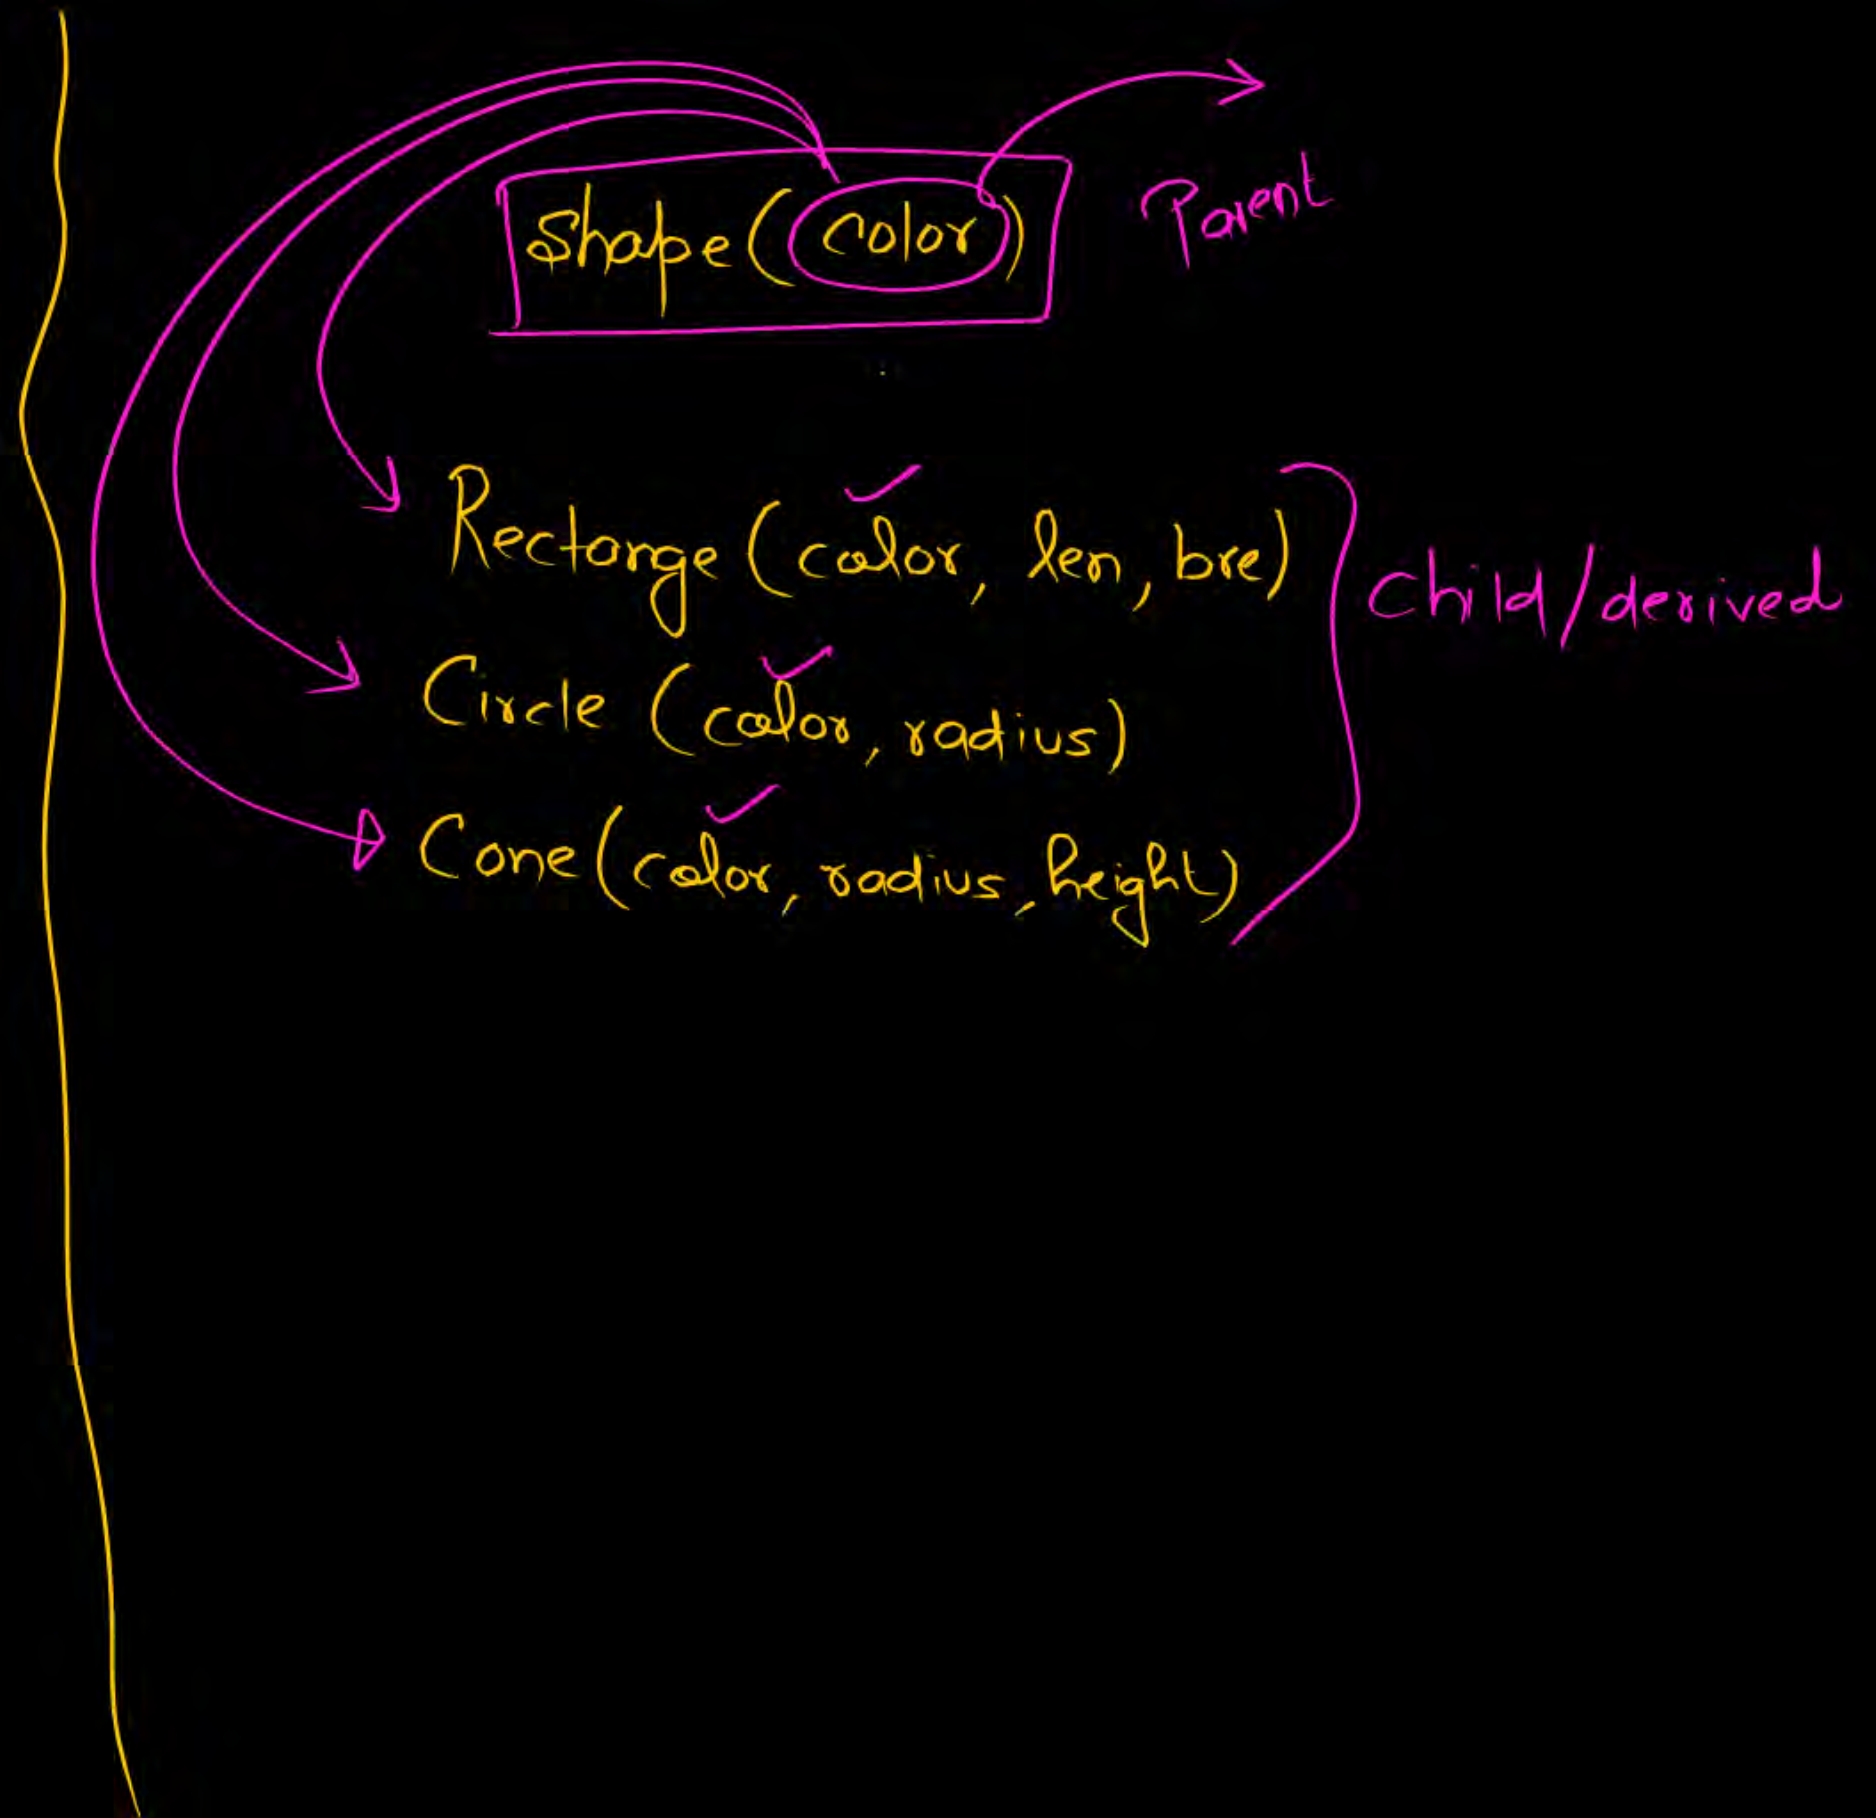 Shape(color) Parent
Rectange (color, len, bre)
Child/derived
Circle (color, radius)
Cone(color, radius, height)